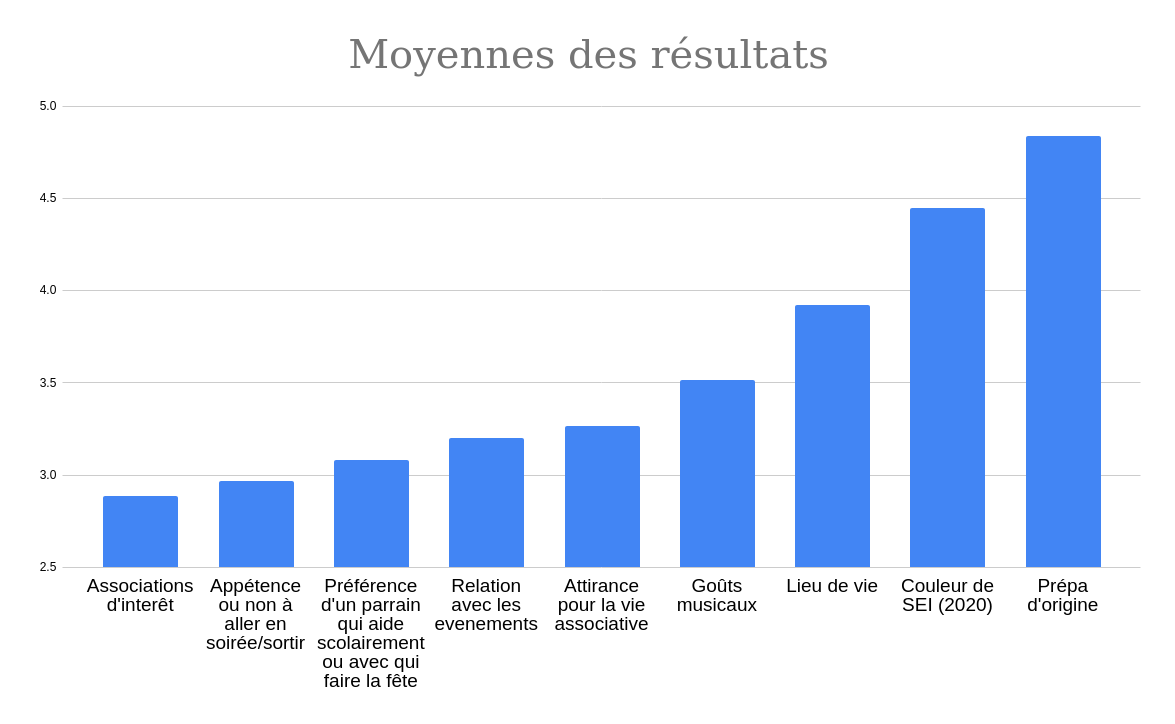 Moyennes des résultats
5.0
4.5
4.0
3.5
3.0
2.5
Associations
d'interêt
Appétence
ou non à
aller en
soirée/sortir
Préférence
d'un parrain
qui aide
scolairement
ou avec qui
faire la fête
Relation
avec les
evenements
Attirance
pour la vie
associative
Goûts
musicaux
Lieu de vie
Couleur de
SEI (2020)
Prépa
d'origine